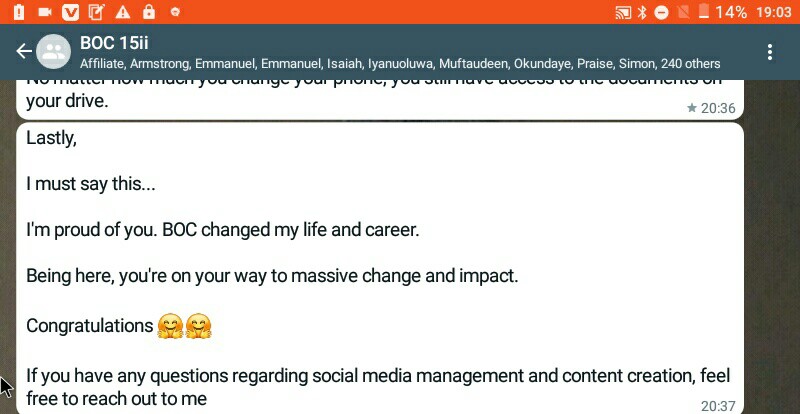 14% 19:03
BOC 15ii
Affiliate, Armstrong, Emmanuel, Emmanuel, Isaiah, Iyanuoluwa, Muftaudeen, Okundaye, Praise, Simon, 240 others
No matter how much you change your phone, you still have access to the documents on
your drive.
★ 20:36
Lastly,
I must say this...
I'm proud of you. BOC changed my life and career.
Being here, you're on your way to massive change and impact.
Congratulations 🤗🤗
If you have any questions regarding social media management and content creation, feel
free to reach out to me
20:37